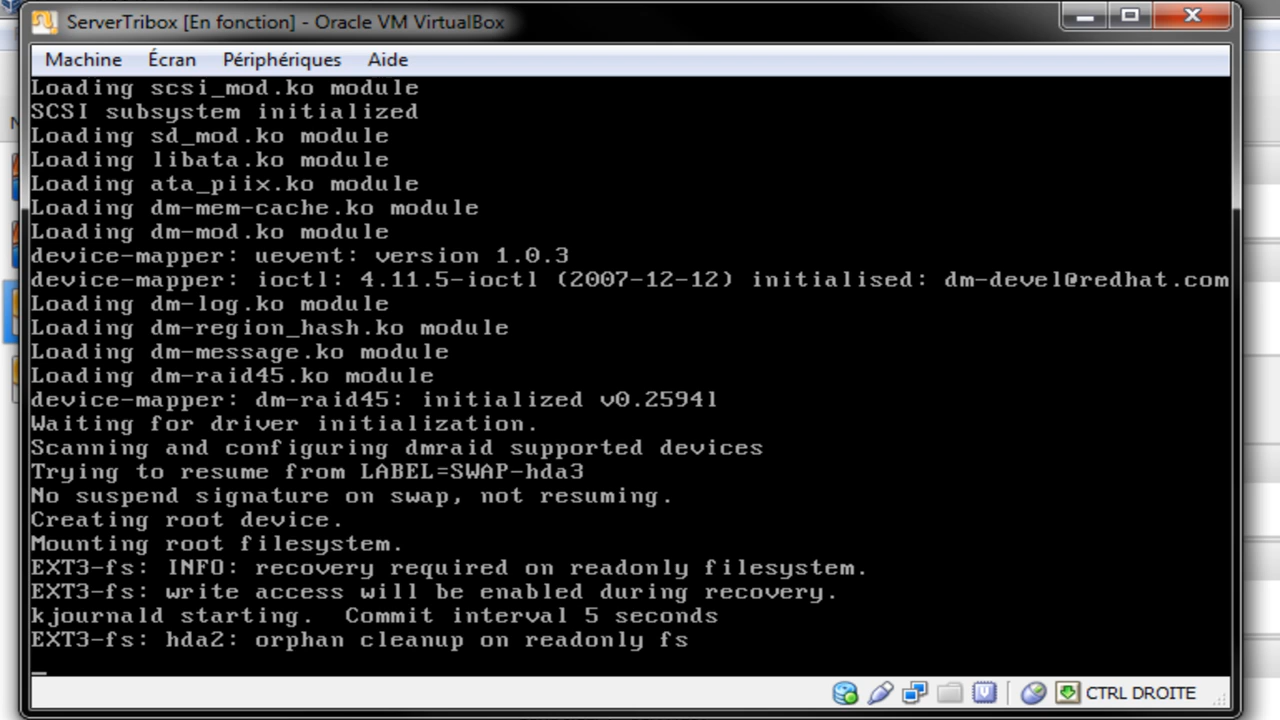 ServerTribox [En fonction] - Oracle VM VirtualBox
Machine Écran Périphériques Aide
Loading scsi_mod.ko module
SCSI subsystem initialized
Loading sd_mod.ko module
Loading libata.ko module
Loading ata_piix.ko module
Loading dm-mem-cache.ko module
Loading dm-mod.ko module
device-mapper: uevent: version 1.0.3
device-mapper: ioctl: 4.11.5-ioctl (2007-12-12) initialised: dm-devel@redhat.com
Loading dm-log.ko module
Loading dm-region_hash.ko module
Loading dm-message.ko module
Loading dm-raid45.ko module
device-mapper: dm-raid45: initialized v0.2594l
Waiting for driver initialization.
Scanning and configuring dmraid supported devices
Trying to resume from LABEL=SWAP-hda3
No suspend signature on swap, not resuming.
Creating root device.
Mounting root filesystem.
EXT3-fs: INFO: recovery required on readonly filesystem.
EXT3-fs: write access will be enabled during recovery.
kjournald starting.  Commit interval 5 seconds
EXT3-fs: hda2: orphan cleanup on readonly fs
CTRL DROITE